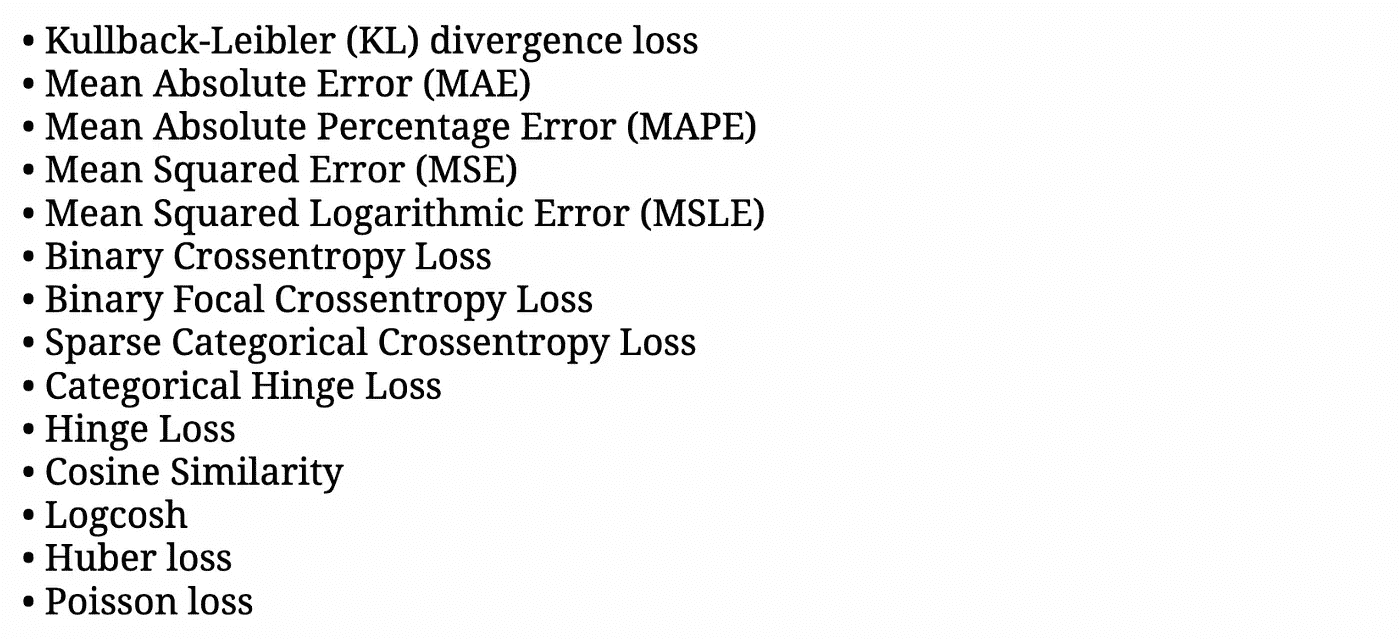 • Kullback-Leibler (KL) divergence loss
• Mean Absolute Error (MAE)
• Mean Absolute Percentage Error (MAPE)
• Mean Squared Error (MSE)
• Mean Squared Logarithmic Error (MSLE)
• Binary Crossentropy Loss
• Binary Focal Crossentropy Loss
• Sparse Categorical Crossentropy Loss
• Categorical Hinge Loss
• Hinge Loss
• Cosine Similarity
• Logcosh
• Huber loss
• Poisson loss